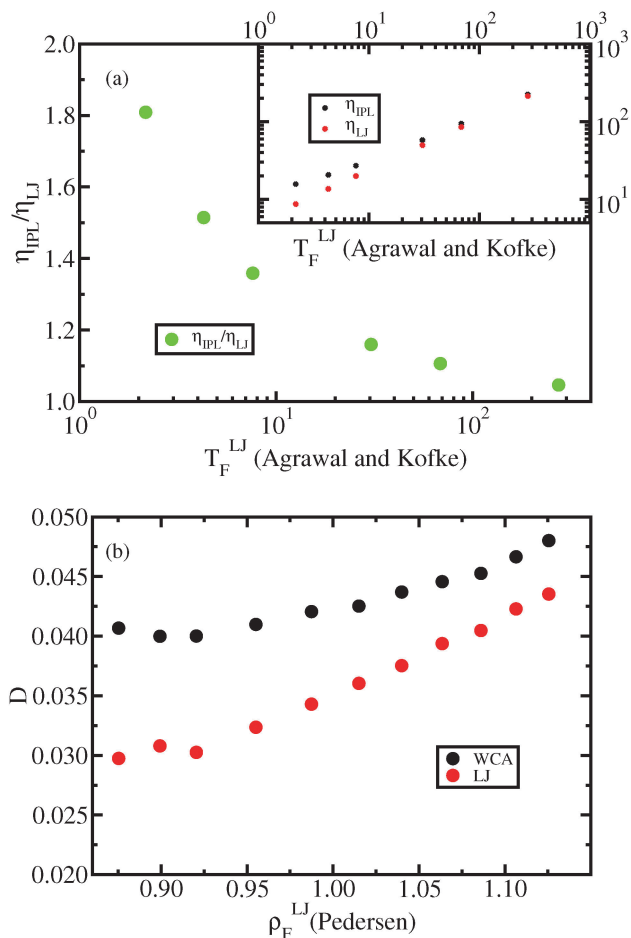 10^0 10^1 10^2 10^3
2.0
(a)
10^3
η_IPL
η_LJ
1.8
10^2
1.6
10^1
η_IPL/η_LJ
T_F^LJ (Agrawal and Kofke)
1.4
η_IPL/η_LJ
1.2
1.0
10^0 10^1 10^2
T_F^LJ (Agrawal and Kofke)
0.050
(b)
0.045
0.040
0.035
D
0.030
WCA
LJ
0.025
0.020
0.90 0.95 1.00 1.05 1.10
ρ_F^LJ(Pedersen)